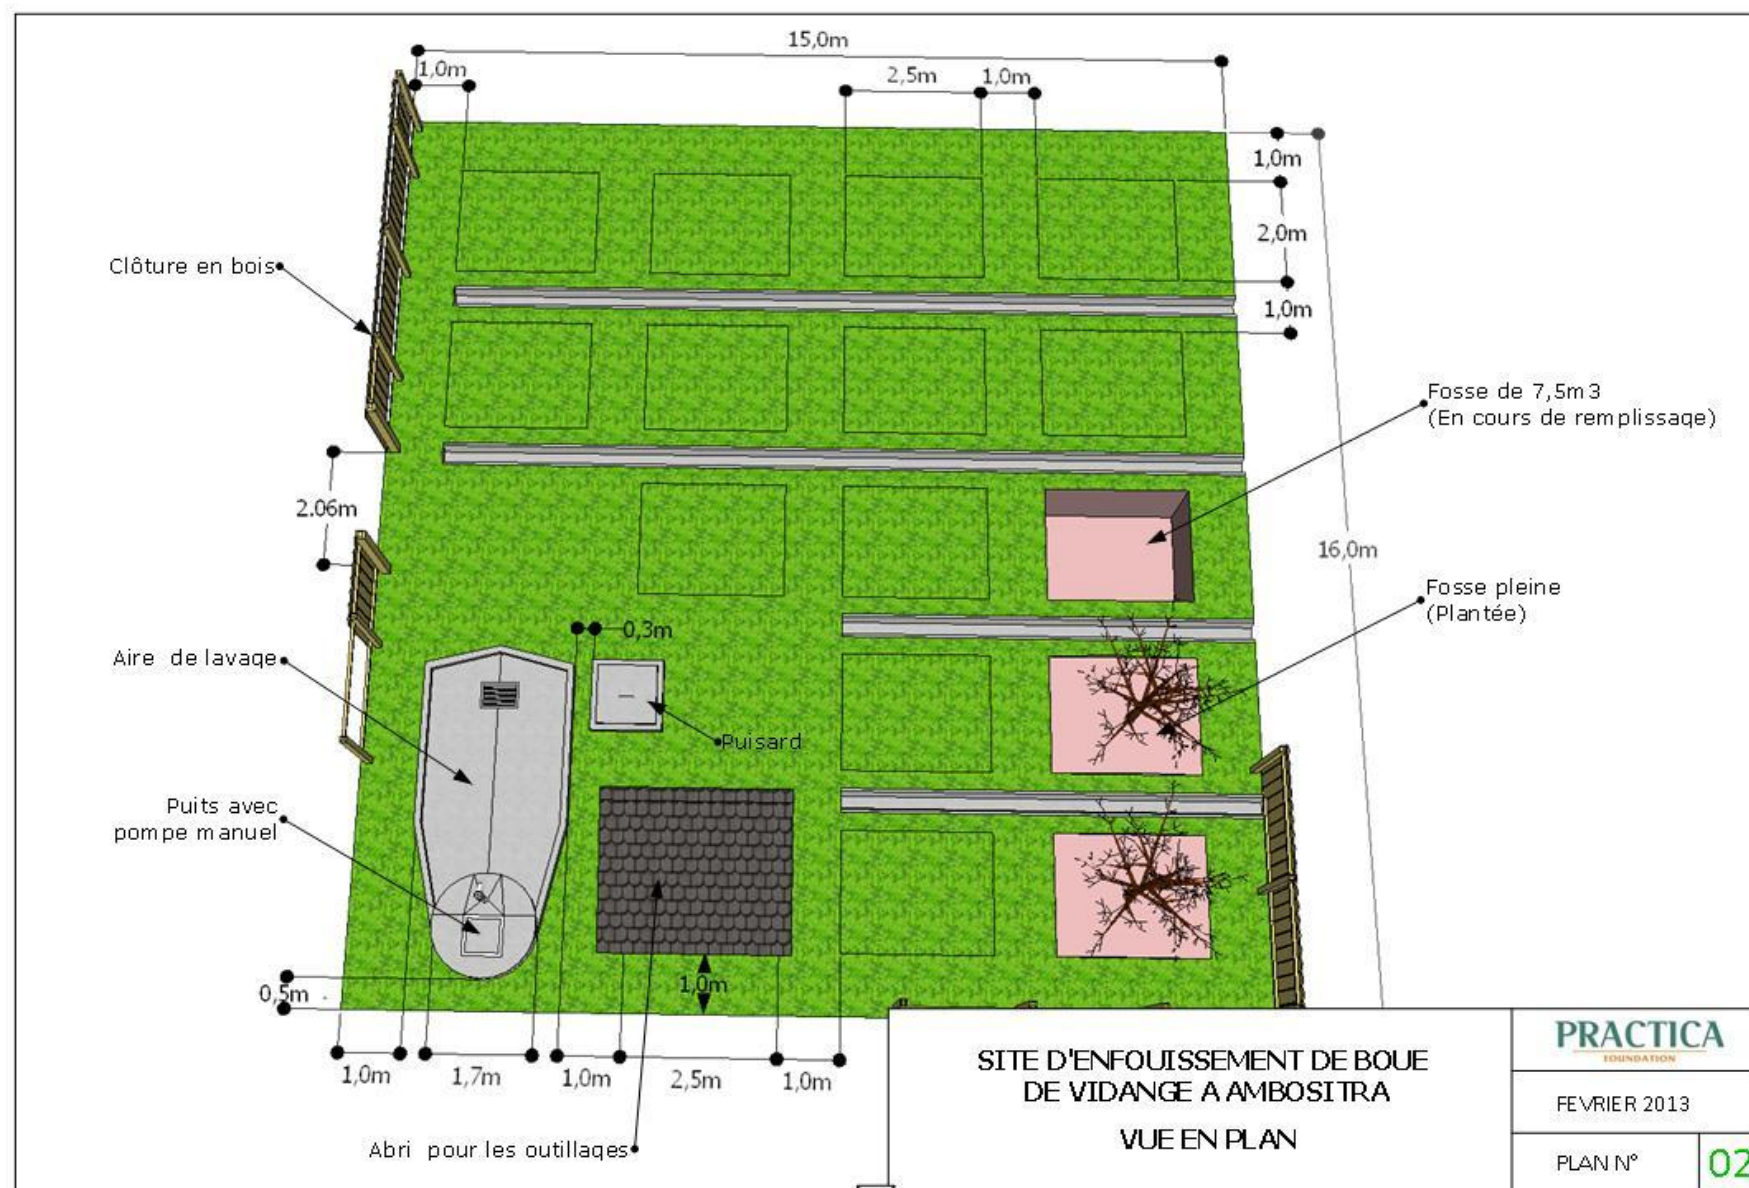 15,0m
1,0m
2,5m
1,0m
1,0m
2,0m
1,0m
Clôture en bois
Fosse de 7,5m3
(En cours de remplissage)
2.06m
16,0m
Fosse pleine
(Plantée)
0,3m
Aire de lavage
Puisard
Puits avec
pompe manuel
1,0m
0,5m
1,0m
1,7m
1,0m
2,5m
1,0m
Abri pour les outillages
SITE D'ENFOUISSEMENT DE BOUE
DE VIDANGE A AMBOSITRA
VUE EN PLAN
PRACTICA
FOUNDATION
FEVRIER 2013
PLAN N°
02